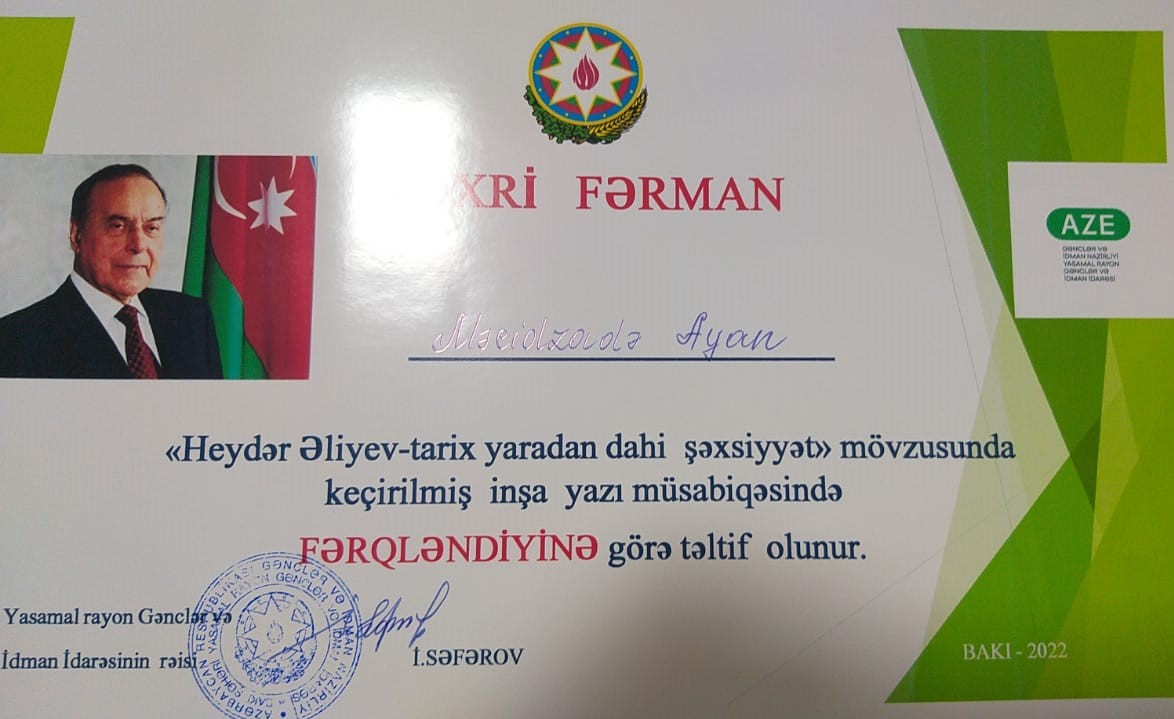 FƏRMAN
AZE
GƏNCLƏR VƏ
İDMAN NAZİRLİYİ
YASAMAL RAYON
GƏNCLƏR VƏ
İDMAN İDARƏSİ
Məcidzadə Ayan
«Heydər Əliyev-tarix yaradan dahi şəxsiyyət» mövzusunda
keçirilmiş inşa yazı müsabiqəsində
FƏRQLƏNDİYİNƏ görə təltif olunur.
Yasamal rayon Gənclər və
İdman İdarəsinin rəisi
İ.SƏFƏROV
BAKI - 2022